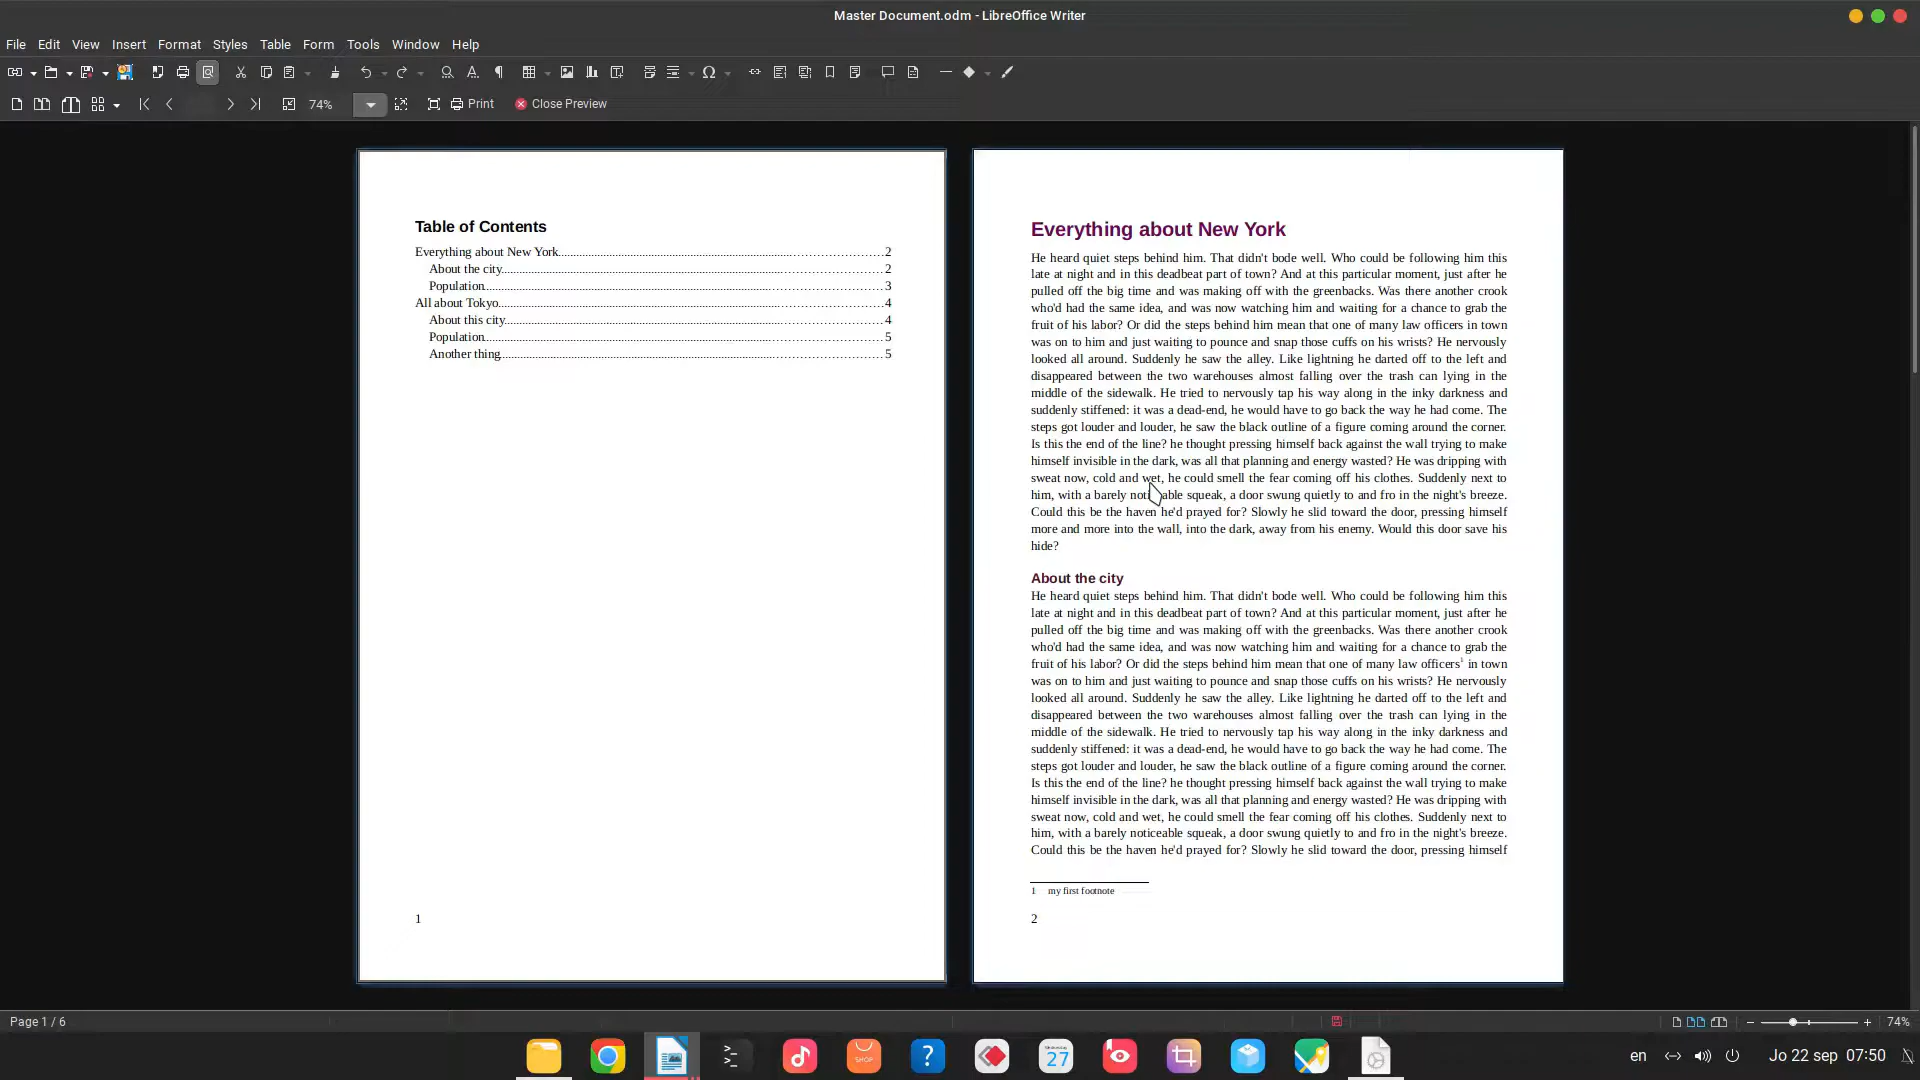 Master Document.odm - LibreOffice Writer
File Edit View Insert Format Styles Table Form Tools Window Help
74% Print Close Preview
Table of Contents
Everything about New York 2
About the city 2
Population 3
All about Tokyo 4
About this city 4
Population 5
Another thing 5
1
Everything about New York
He heard quiet steps behind him. That didn't bode well. Who could be following him this
late at night and in this deadbeat part of town? And at this particular moment, just after he
pulled off the big time and was making off with the greenbacks. Was there another crook
who'd had the same idea, and was now watching him and waiting for a chance to grab the
fruit of his labor? Or did the steps behind him mean that one of many law officers in town
was on to him and just waiting to pounce and snap those cuffs on his wrists? He nervously
looked all around. Suddenly he saw the alley. Like lightning he darted off to the left and
disappeared between the two warehouses almost falling over the trash can lying in the
middle of the sidewalk. He tried to nervously tap his way along in the inky darkness and
suddenly stiffened: it was a dead-end, he would have to go back the way he had come. The
steps got louder and louder, he saw the black outline of a figure coming around the corner.
Is this the end of the line? he thought pressing himself back against the wall trying to make
himself invisible in the dark, was all that planning and energy wasted? He was dripping with
sweat now, cold and wet, he could smell the fear coming off his clothes. Suddenly next to
him, with a barely noticeable squeak, a door swung quietly to and fro in the night's breeze.
Could this be the haven he'd prayed for? Slowly he slid toward the door, pressing himself
more and more into the wall, into the dark, away from his enemy. Would this door save his
hide?
About the city
He heard quiet steps behind him. That didn't bode well. Who could be following him this
late at night and in this deadbeat part of town? And at this particular moment, just after he
pulled off the big time and was making off with the greenbacks. Was there another crook
who'd had the same idea, and was now watching him and waiting for a chance to grab the
fruit of his labor? Or did the steps behind him mean that one of many law officers1 in town
was on to him and just waiting to pounce and snap those cuffs on his wrists? He nervously
looked all around. Suddenly he saw the alley. Like lightning he darted off to the left and
disappeared between the two warehouses almost falling over the trash can lying in the
middle of the sidewalk. He tried to nervously tap his way along in the inky darkness and
suddenly stiffened: it was a dead-end, he would have to go back the way he had come. The
steps got louder and louder, he saw the black outline of a figure coming around the corner.
Is this the end of the line? he thought pressing himself back against the wall trying to make
himself invisible in the dark, was all that planning and energy wasted? He was dripping with
sweat now, cold and wet, he could smell the fear coming off his clothes. Suddenly next to
him, with a barely noticeable squeak, a door swung quietly to and fro in the night's breeze.
Could this be the haven he'd prayed for? Slowly he slid toward the door, pressing himself
1 my first footnote
2
Page 1 / 6
74%
SHOP
27
en
Jo 22 sep 07:50